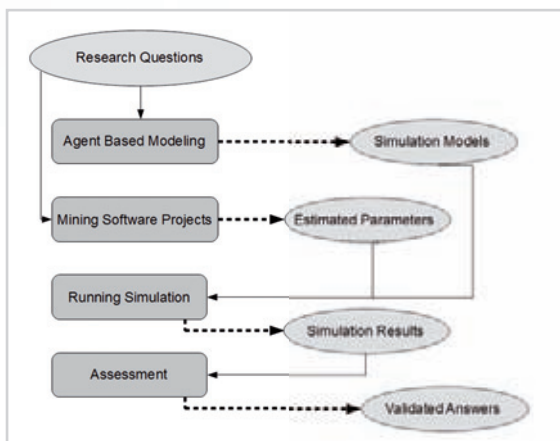 Research Questions
Agent Based Modeling
Simulation Models
Mining Software Projects
Estimated Parameters
Running Simulation
Simulation Results
Assessment
Validated Answers